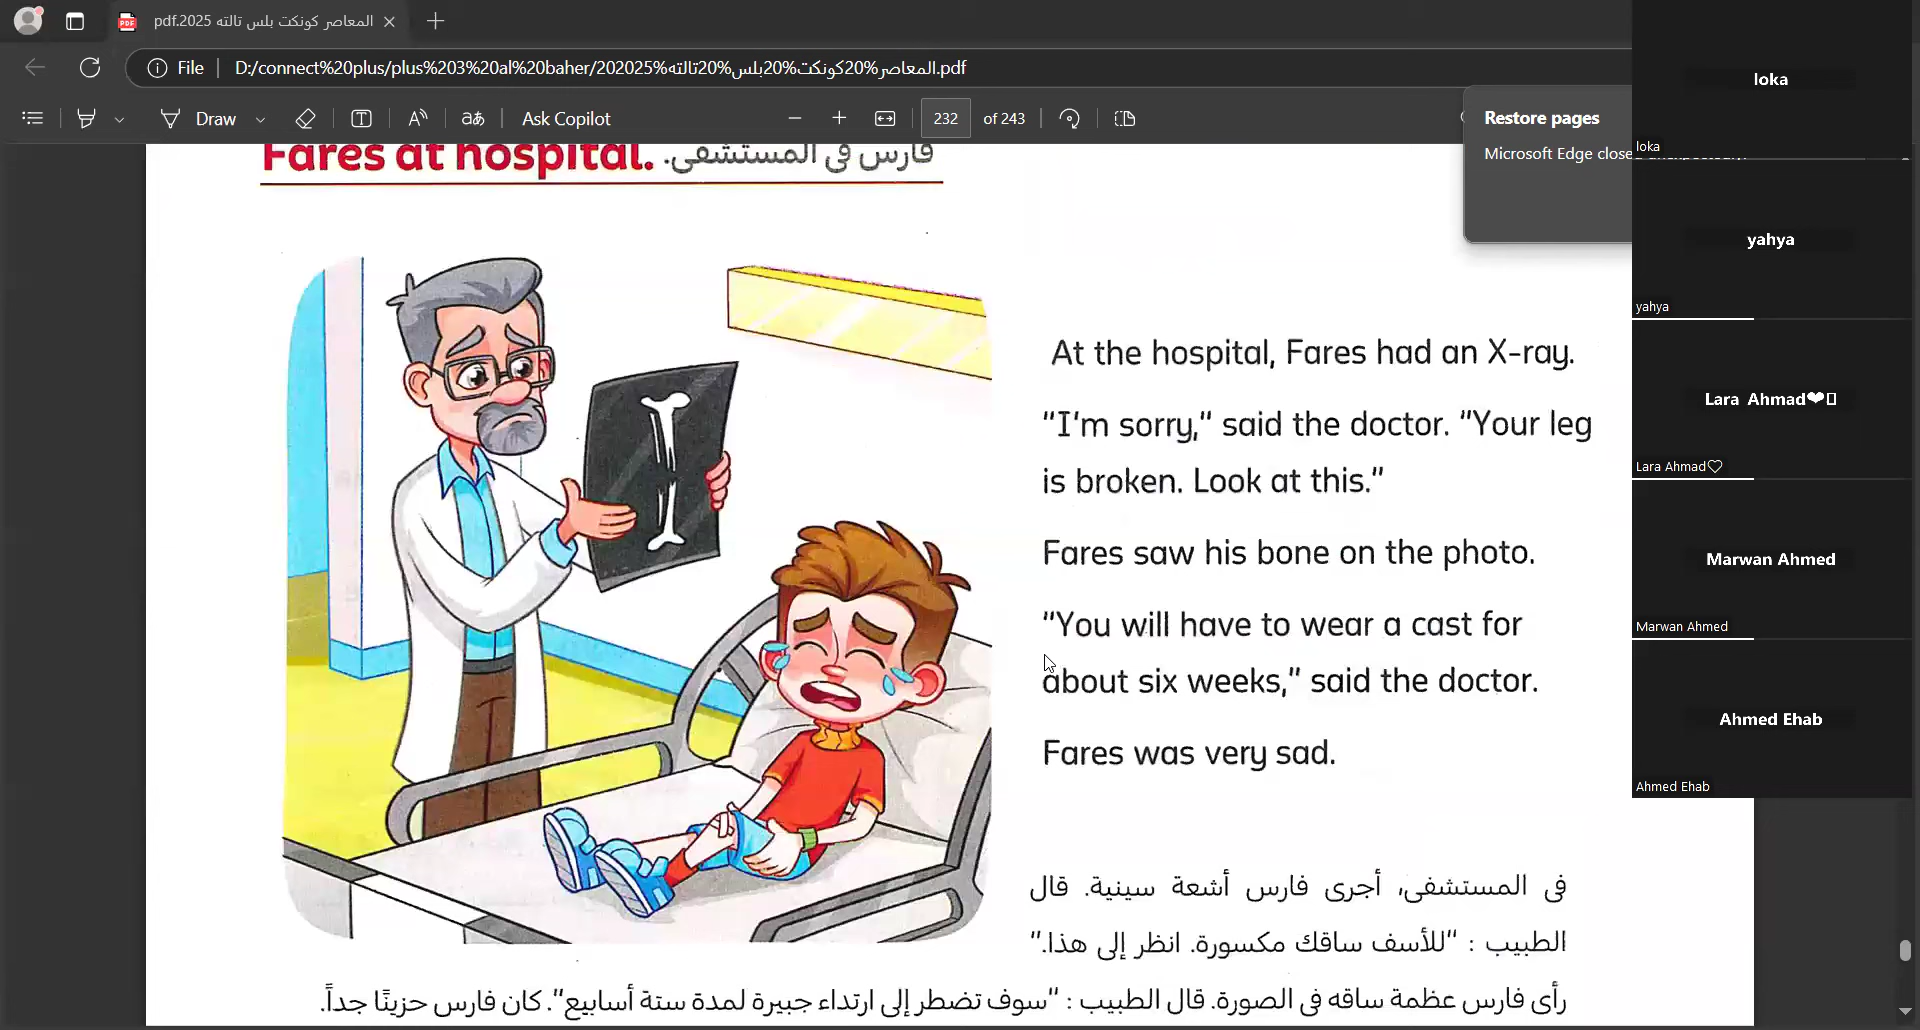 المعاصر كونكت بلس تالته 2025.pdf
File
D:/connect%20plus/plus%203%20al%20baher/202025%المعاصر%20كونكت%20بلس%20تالته.pdf
Draw
Ask Copilot
232 of 243
Restore pages
Microsoft Edge close
Fares at hospital. فارس فى المستشفى.
At the hospital, Fares had an X-ray.
"I'm sorry," said the doctor. "Your leg
is broken. Look at this."
Fares saw his bone on the photo.
"You will have to wear a cast for
about six weeks," said the doctor.
Fares was very sad.
فى المستشفى، أجرى فارس أشعة سينية. قال
الطبيب : "للأسف ساقك مكسورة. انظر إلى هذا."
رأى فارس عظمة ساقه فى الصورة. قال الطبيب : "سوف تضطر إلى ارتداء جبيرة لمدة ستة أسابيع". كان فارس حزينًا جداً.
loka
loka
yahya
yahya
Lara Ahmad❤
Lara Ahmad♡
Marwan Ahmed
Marwan Ahmed
Ahmed Ehab
Ahmed Ehab